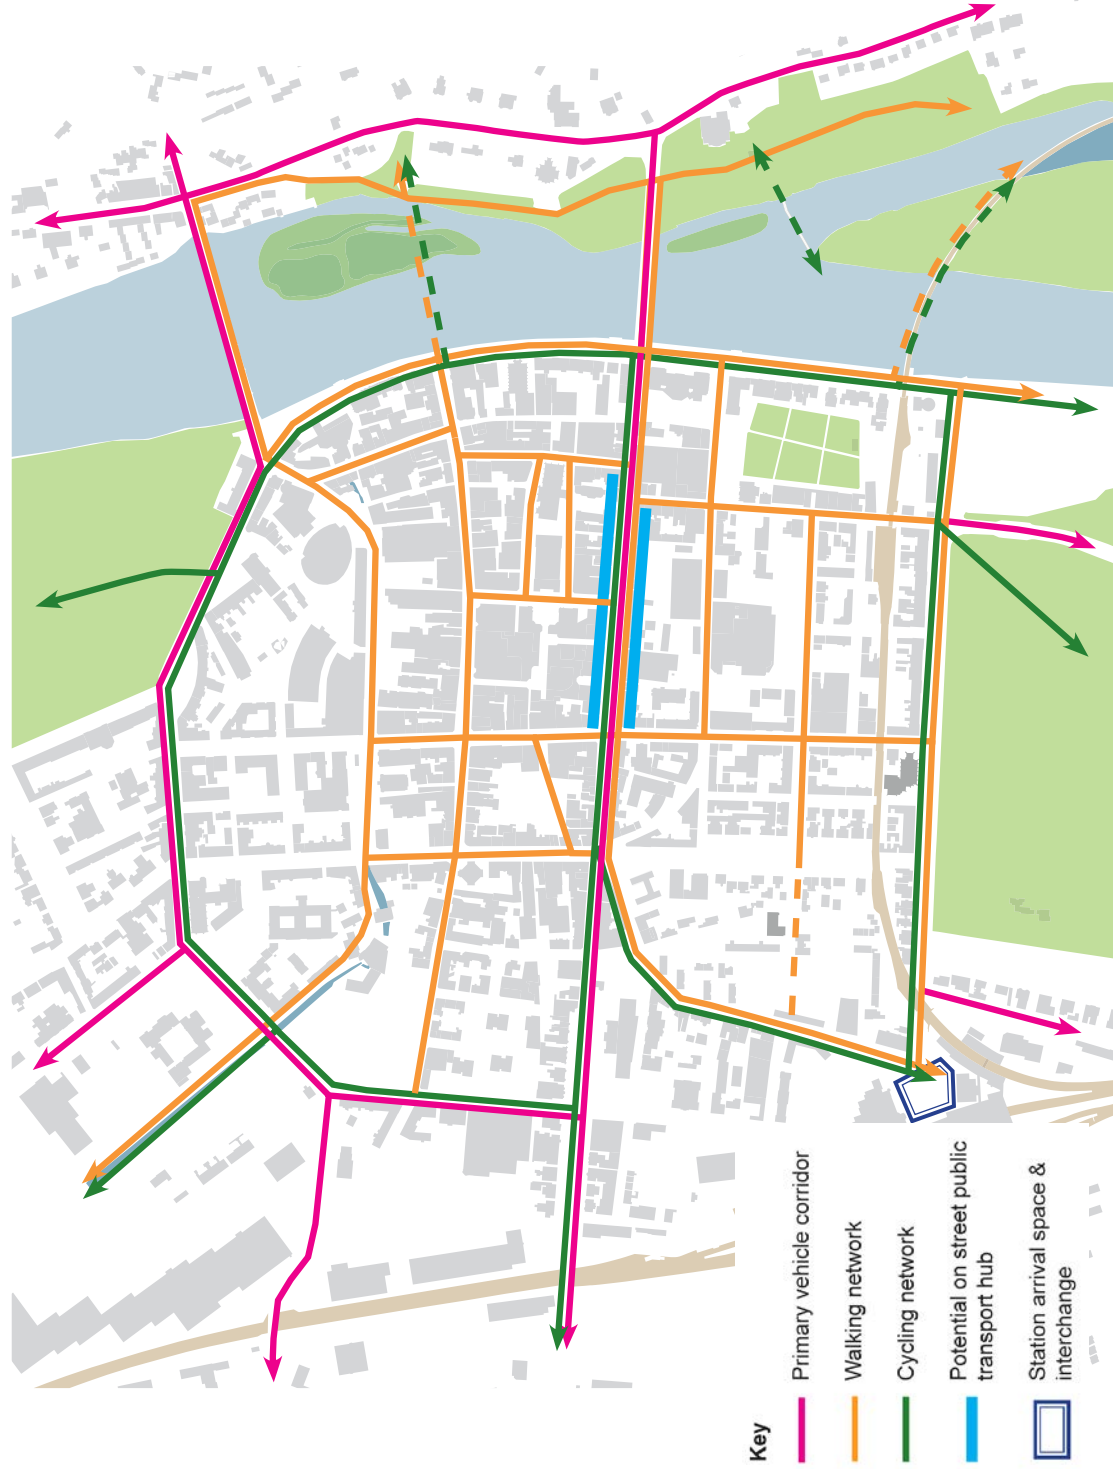 Key
Primary vehicle corridor
Walking network
Cycling network
Potential on street public
transport hub
Station arrival space &
interchange